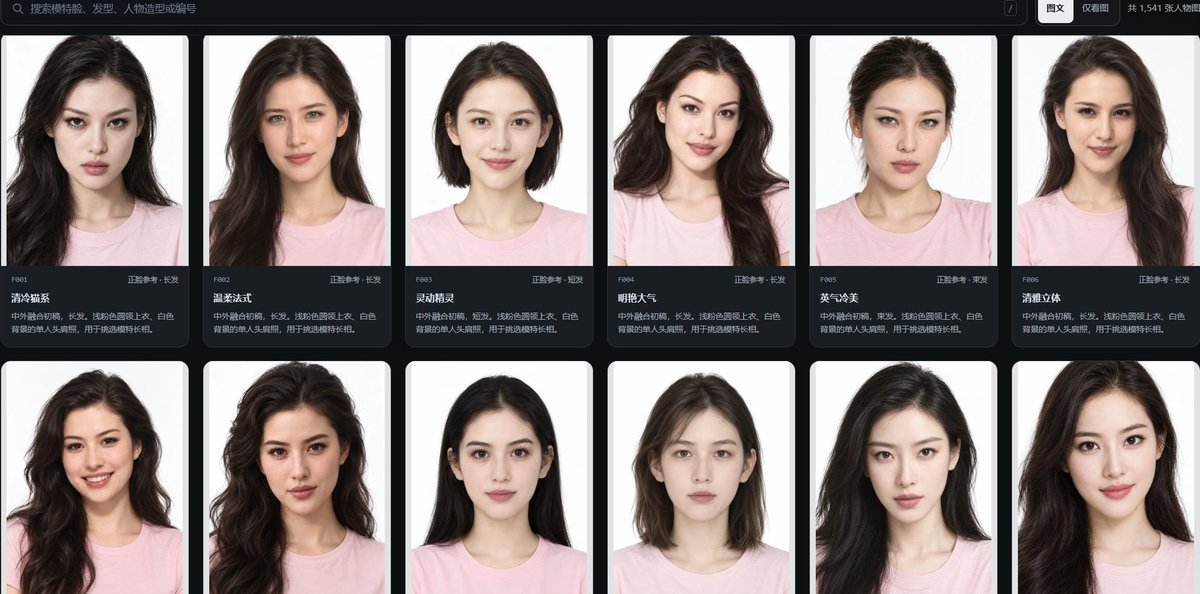 搜索模特脸、发型、人物造型或编号
/
图文
仅看图
共 1,541 张人物图
F001 正脸参考 · 长发
清冷猫系
中外融合初稿，长发。浅粉色圆领上衣、白色
背景的单人头肩照，用于挑选模特长相。
F002 正脸参考 · 长发
温柔法式
中外融合初稿，长发。浅粉色圆领上衣、白色
背景的单人头肩照，用于挑选模特长相。
F003 正脸参考 · 短发
灵动精灵
中外融合初稿，短发。浅粉色圆领上衣、白色
背景的单人头肩照，用于挑选模特长相。
F004 正脸参考 · 长发
明艳大气
中外融合初稿，长发。浅粉色圆领上衣、白色
背景的单人头肩照，用于挑选模特长相。
F005 正脸参考 · 束发
英气冷美
中外融合初稿，束发。浅粉色圆领上衣、白色
背景的单人头肩照，用于挑选模特长相。
F006 正脸参考 · 长发
清雅立体
中外融合初稿，长发。浅粉色圆领上衣、白色
背景的单人头肩照，用于挑选模特长相。